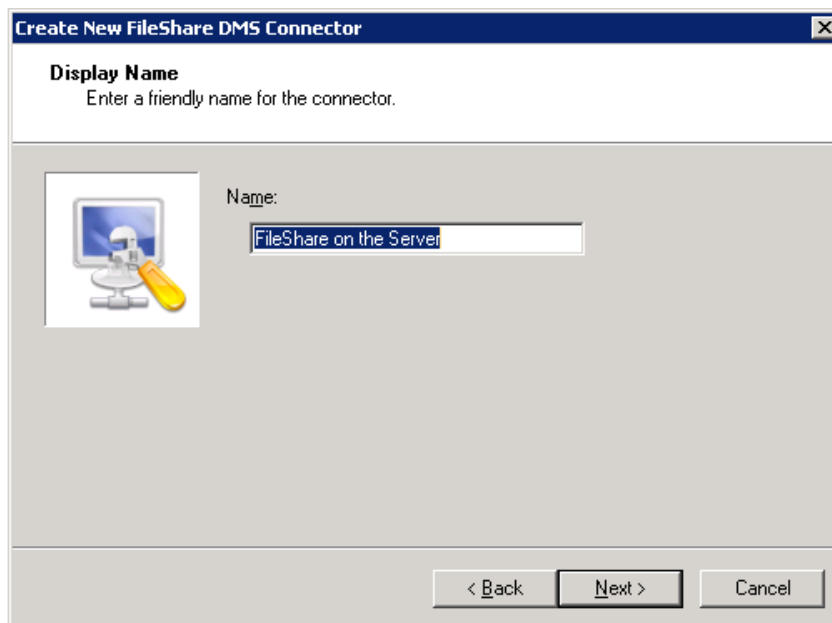 Create New FileShare DMS Connector
Display Name
Enter a friendly name for the connector.
Name:
FileShare on the Server
< Back
Next >
Cancel